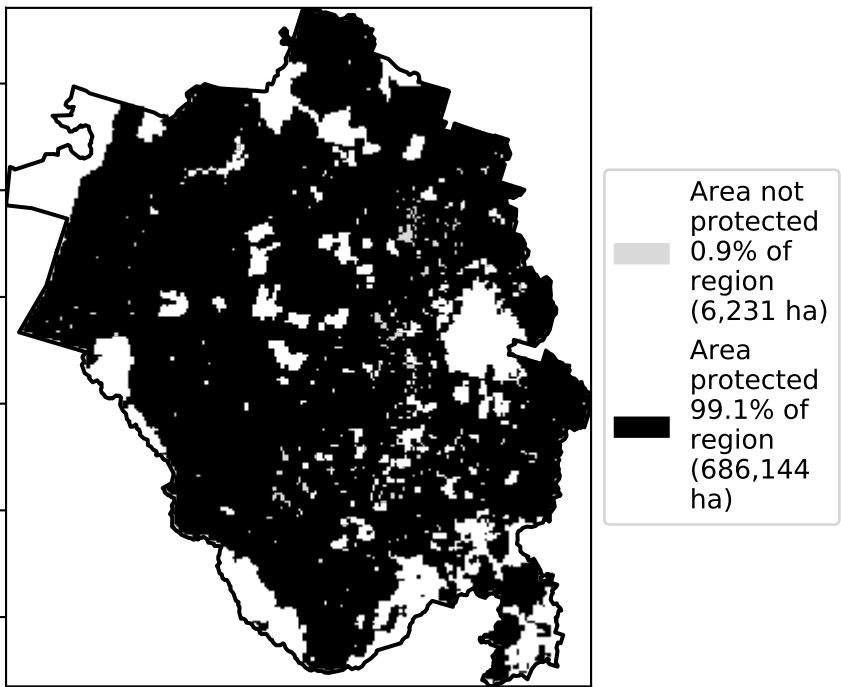 Area not
protected
0.9% of
region
(6,231 ha)
Area
protected
99.1% of
region
(686,144
ha)